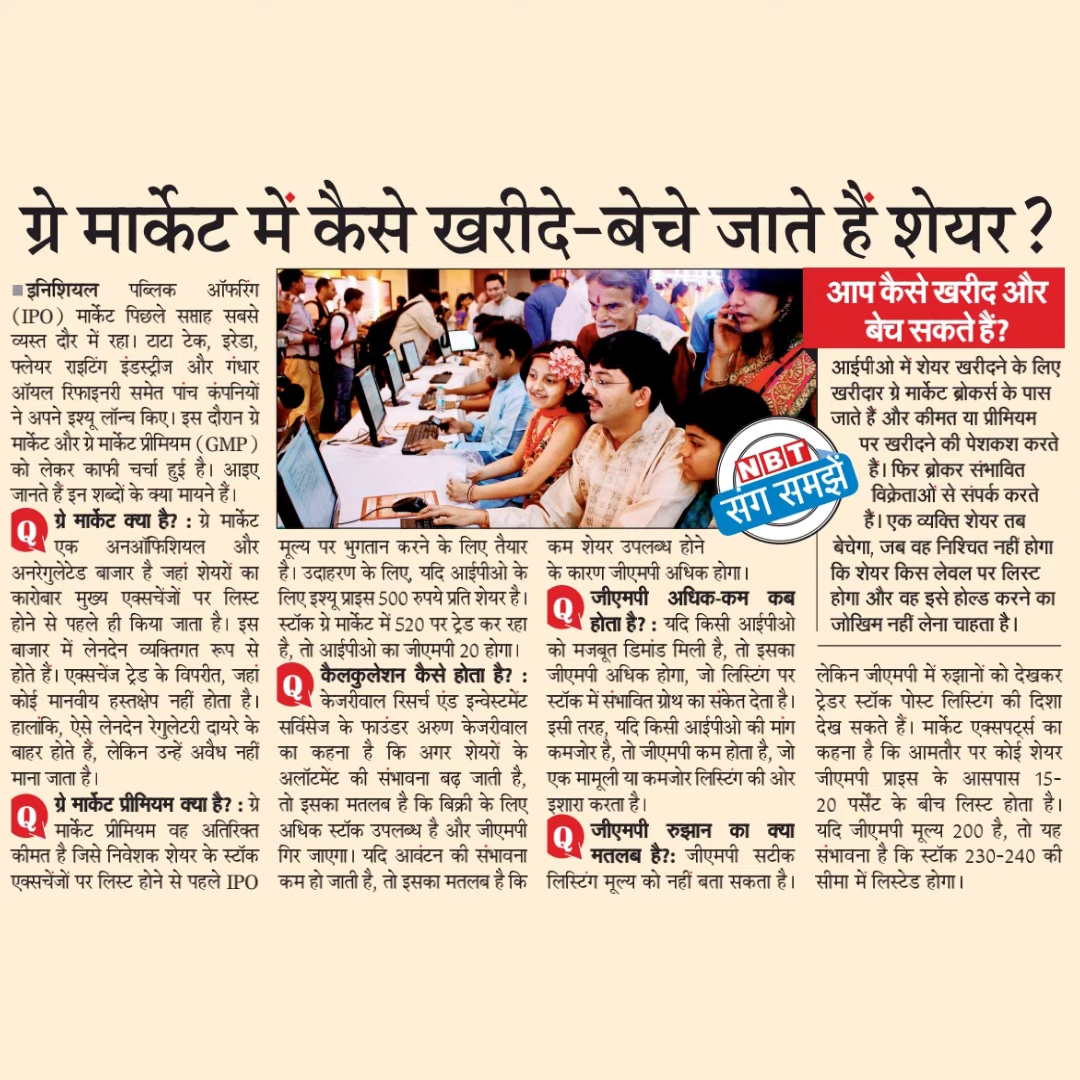 ग्रे मार्केट में कैसे खरीदे-बेचे जाते हैं शेयर?
इनिशियल पब्लिक ऑफरिंग
(IPO) मार्केट पिछले सप्ताह सबसे
व्यस्त दौर में रहा। टाटा टेक, इरेडा,
फ्लेयर राइटिंग इंडस्ट्रीज और गंधार
ऑयल रिफाइनरी समेत पांच कंपनियों
ने अपने इश्यू लॉन्च किए। इस दौरान ग्रे
मार्केट और ग्रे मार्केट प्रीमियम (GMP)
को लेकर काफी चर्चा हुई है। आइए
जानते हैं इन शब्दों के क्या मायने हैं।
Q ग्रे मार्केट क्या है? : ग्रे मार्केट
एक अनऑफिशियल और
अनरेगुलेटेड बाजार है जहां शेयरों का
कारोबार मुख्य एक्सचेंजों पर लिस्ट
होने से पहले ही किया जाता है। इस
बाजार में लेनदेन व्यक्तिगत रूप से
होते हैं। एक्सचेंज ट्रेड के विपरीत, जहां
कोई मानवीय हस्तक्षेप नहीं होता है।
हालांकि, ऐसे लेनदेन रेगुलेटरी दायरे के
बाहर होते हैं, लेकिन उन्हें अवैध नहीं
माना जाता है।
Q ग्रे मार्केट प्रीमियम क्या है? : ग्रे
मार्केट प्रीमियम वह अतिरिक्त
कीमत है जिसे निवेशक शेयर के स्टॉक
एक्सचेंजों पर लिस्ट होने से पहले IPO
मूल्य पर भुगतान करने के लिए तैयार
है। उदाहरण के लिए, यदि आईपीओ के
लिए इश्यू प्राइस 500 रुपये प्रति शेयर है।
स्टॉक ग्रे मार्केट में 520 पर ट्रेड कर रहा
है, तो आईपीओ का जीएमपी 20 होगा।
Q कैलकुलेशन कैसे होता है? :
केजरीवाल रिसर्च एंड इन्वेस्टमेंट
सर्विसेज के फाउंडर अरुण केजरीवाल
का कहना है कि अगर शेयरों के
अलॉटमेंट की संभावना बढ़ जाती है,
तो इसका मतलब है कि बिक्री के लिए
अधिक स्टॉक उपलब्ध है और जीएमपी
गिर जाएगा। यदि आवंटन की संभावना
कम हो जाती है, तो इसका मतलब है कि
कम शेयर उपलब्ध होने
के कारण जीएमपी अधिक होगा।
Q जीएमपी अधिक-कम कब
होता है? : यदि किसी आईपीओ
को मजबूत डिमांड मिली है, तो इसका
जीएमपी अधिक होगा, जो लिस्टिंग पर
स्टॉक में संभावित ग्रोथ का संकेत देता है।
इसी तरह, यदि किसी आईपीओ की मांग
कमजोर है, तो जीएमपी कम होता है, जो
एक मामूली या कमजोर लिस्टिंग की ओर
इशारा करता है।
Q जीएमपी रुझान का क्या
मतलब है?: जीएमपी सटीक
लिस्टिंग मूल्य को नहीं बता सकता है।
लेकिन जीएमपी में रुझानों को देखकर
ट्रेडर स्टॉक पोस्ट लिस्टिंग की दिशा
देख सकते हैं। मार्केट एक्सपर्ट्स का
कहना है कि आमतौर पर कोई शेयर
जीएमपी प्राइस के आसपास 15-
20 पर्सेंट के बीच लिस्ट होता है।
यदि जीएमपी मूल्य 200 है, तो यह
संभावना है कि स्टॉक 230-240 की
सीमा में लिस्टेड होगा।
NBT
संग समझें
आप कैसे खरीद और
बेच सकते हैं?
आईपीओ में शेयर खरीदने के लिए
खरीदार ग्रे मार्केट ब्रोकर्स के पास
जाते हैं और कीमत या प्रीमियम
पर खरीदने की पेशकश करते
हैं। फिर ब्रोकर संभावित
विक्रेताओं से संपर्क करते
हैं। एक व्यक्ति शेयर तब
बेचेगा, जब वह निश्चित नहीं होगा
कि शेयर किस लेवल पर लिस्ट
होगा और वह इसे होल्ड करने का
जोखिम नहीं लेना चाहता है।